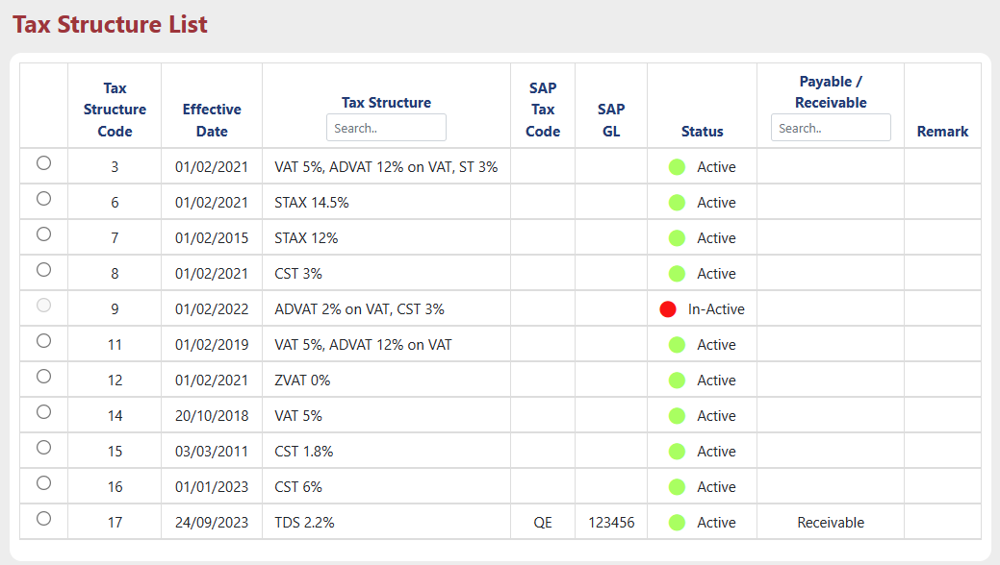 Tax Structure List
Tax Structure Code Effective Date Tax Structure SAP Tax Code SAP GL Status Payable / Receivable Remark
Search.. Search..
3 01/02/2021 VAT 5%, ADVAT 12% on VAT, ST 3% Active
6 01/02/2021 STAX 14.5% Active
7 01/02/2015 STAX 12% Active
8 01/02/2021 CST 3% Active
9 01/02/2022 ADVAT 2% on VAT, CST 3% In-Active
11 01/02/2019 VAT 5%, ADVAT 12% on VAT Active
12 01/02/2021 ZVAT 0% Active
14 20/10/2018 VAT 5% Active
15 03/03/2011 CST 1.8% Active
16 01/01/2023 CST 6% Active
17 24/09/2023 TDS 2.2% QE 123456 Active Receivable